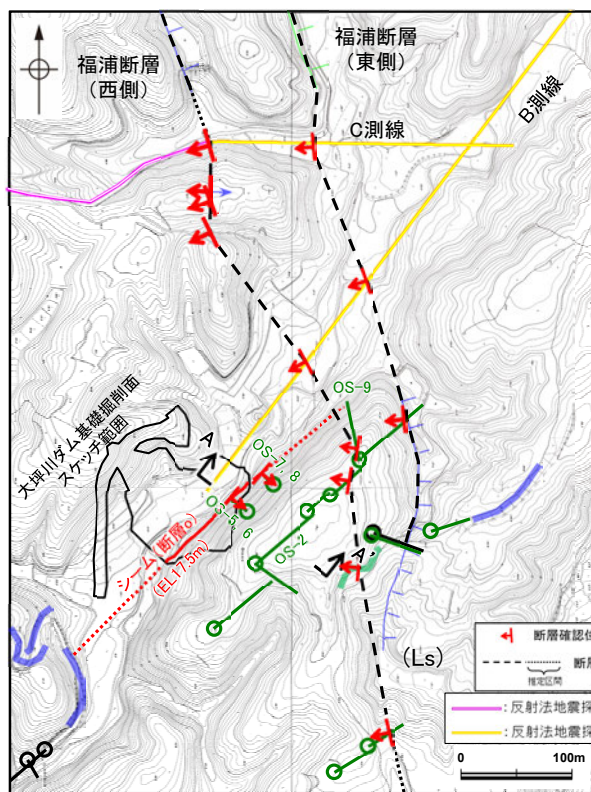 福浦断層
(西側)
福浦断層
(東側)
B測線
C測線
大坪川ダム基礎掘削面
スケッチ範囲
A
OS-9
OS-7, 8
OS-5, 6
OS-2
A'
シーム(断層o)
(EL17.5m)
(Ls)
断層確認位
断層
推定区間
:反射法地震探
:反射法地震探
0
100m